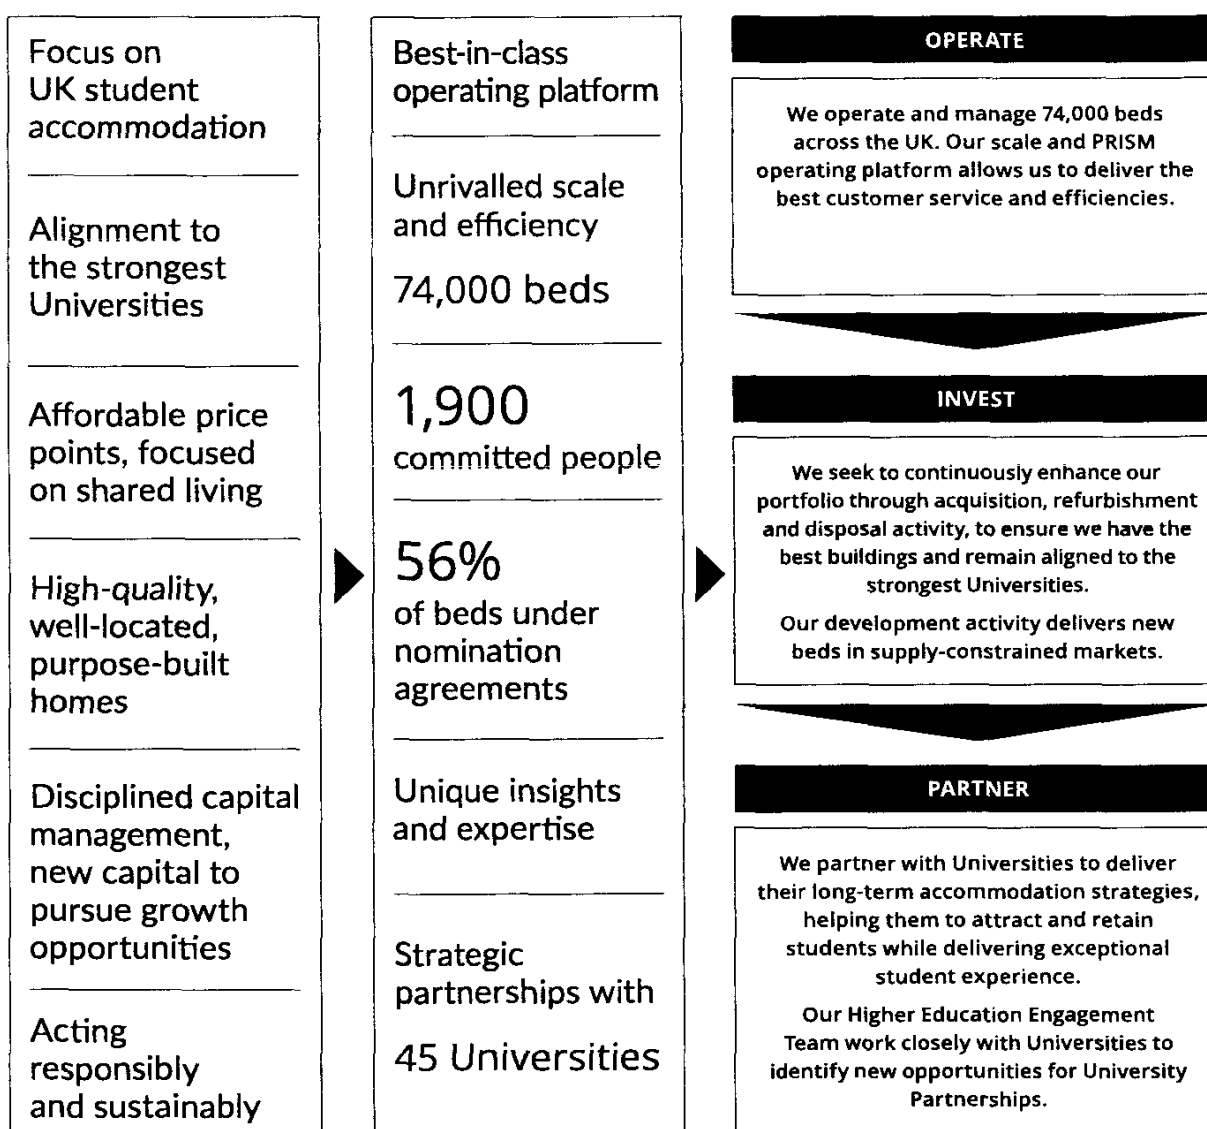 Focus on
UK student
accommodation
Alignment to
the strongest
Universities
Affordable price
points, focused
on shared living
High-quality,
well-located,
purpose-built
homes
Disciplined capital
management,
new capital to
pursue growth
opportunities
Acting
responsibly
and sustainably
Best-in-class
operating platform
Unrivalled scale
and efficiency
74,000 beds
1,900
committed people
56%
of beds under
nomination
agreements
Unique insights
and expertise
Strategic
partnerships with
45 Universities
OPERATE
We operate and manage 74,000 beds
across the UK. Our scale and PRISM
operating platform allows us to deliver the
best customer service and efficiencies.
INVEST
We seek to continuously enhance our
portfolio through acquisition, refurbishment
and disposal activity, to ensure we have the
best buildings and remain aligned to the
strongest Universities.
Our development activity delivers new
beds in supply-constrained markets.
PARTNER
We partner with Universities to deliver
their long-term accommodation strategies,
helping them to attract and retain
students while delivering exceptional
student experience.
Our Higher Education Engagement
Team work closely with Universities to
identify new opportunities for University
Partnerships.